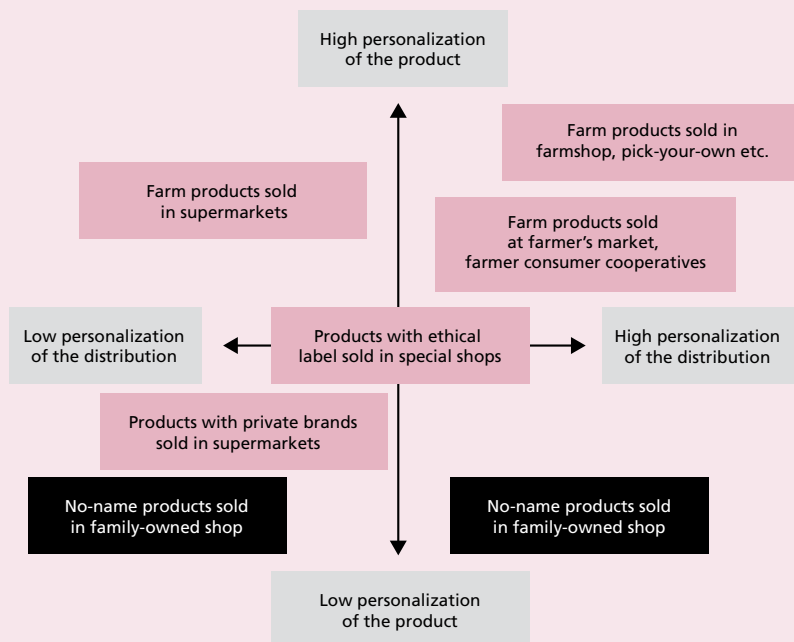 High personalization
of the product
Farm products sold in
farmshop, pick-your-own etc.
Farm products sold
in supermarkets
Farm products sold
at farmer's market,
farmer consumer cooperatives
Low personalization
of the distribution
Products with ethical
label sold in special shops
High personalization
of the distribution
Products with private brands
sold in supermarkets
No-name products sold
in family-owned shop
No-name products sold
in family-owned shop
Low personalization
of the product